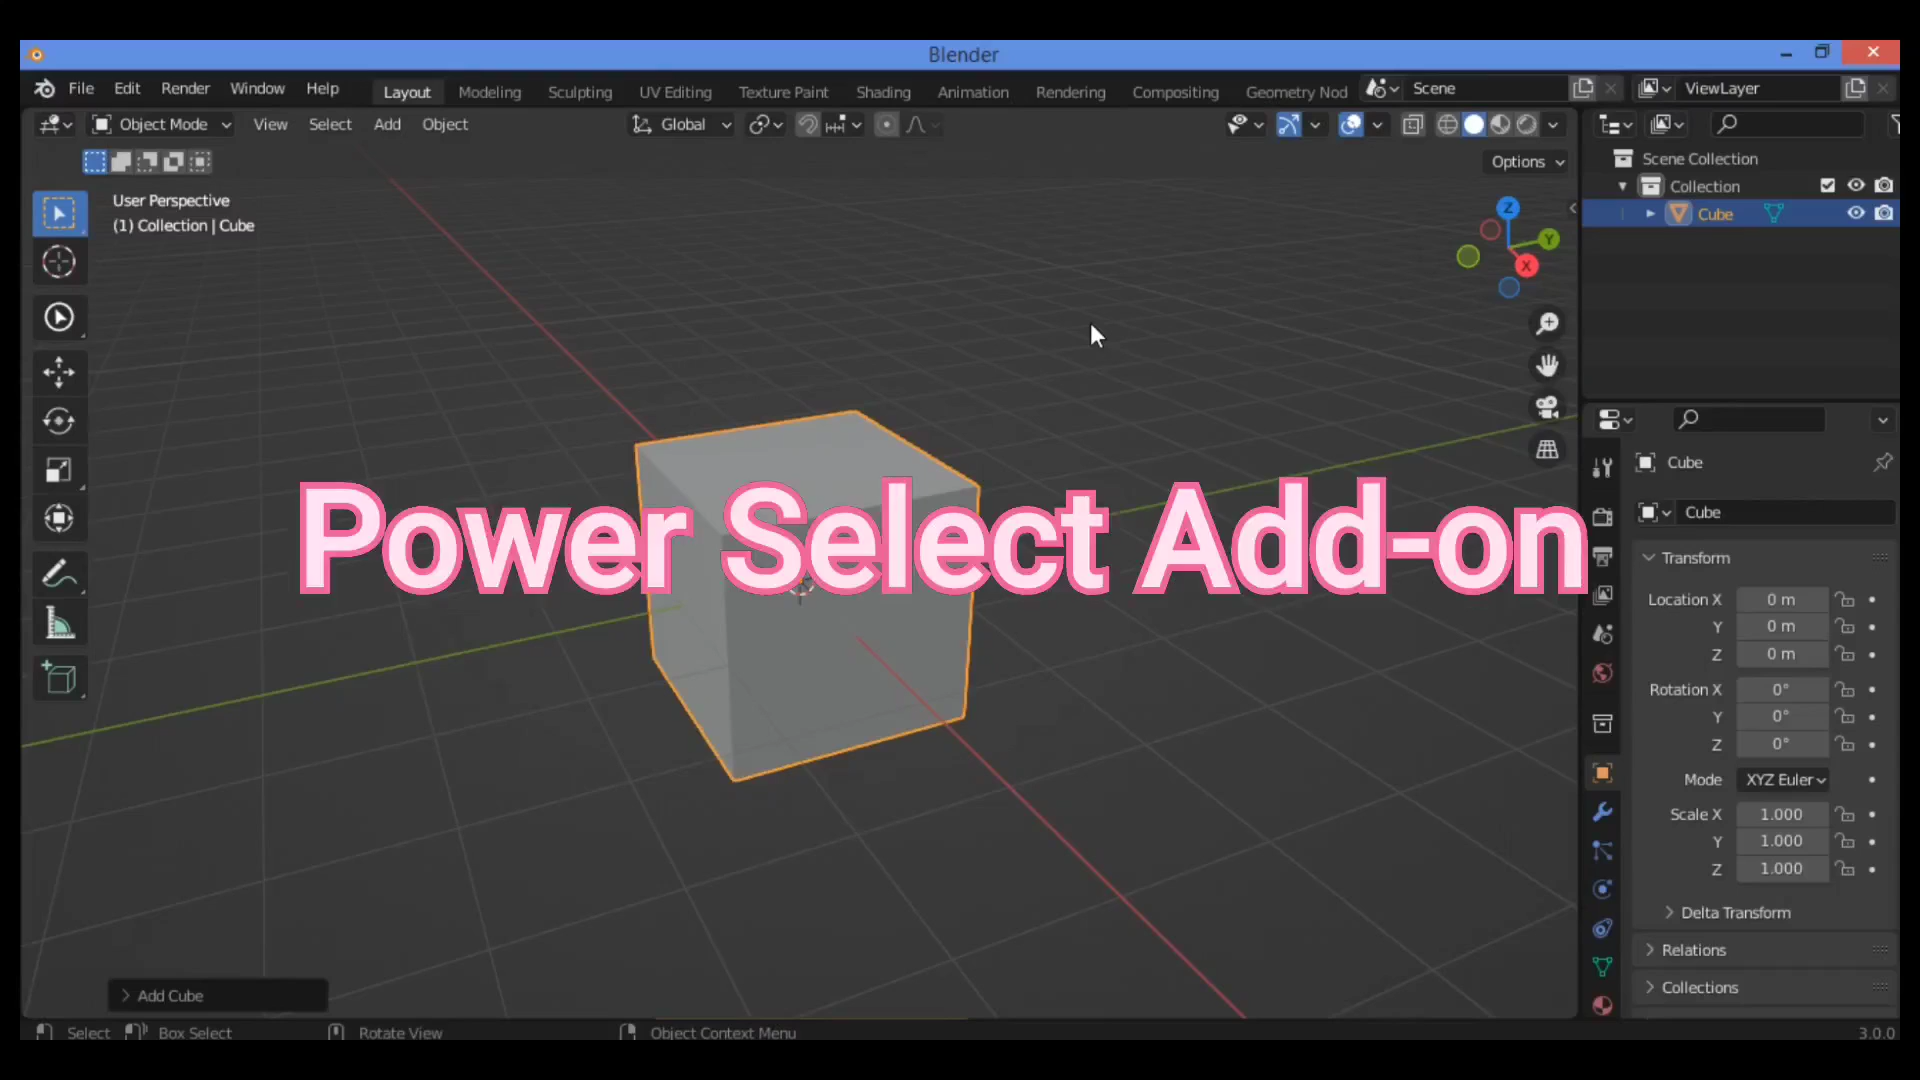 Blender
File Edit Render Window Help Layout Modeling Sculpting UV Editing Texture Paint Shading Animation Rendering Compositing Geometry Nod Scene ViewLayer
Object Mode View Select Add Object Global
Options
User Perspective
(1) Collection | Cube
Z
Y
X
Scene Collection
Collection
Cube
Cube
Cube
Power Select Add-on
Transform
Location X 0 m
Y 0 m
Z 0 m
Rotation X 0°
Y 0°
Z 0°
Mode XYZ Euler
Scale X 1.000
Y 1.000
Z 1.000
Delta Transform
Relations
Collections
Add Cube
Select Box Select Rotate View Object Context Menu 3.0.0